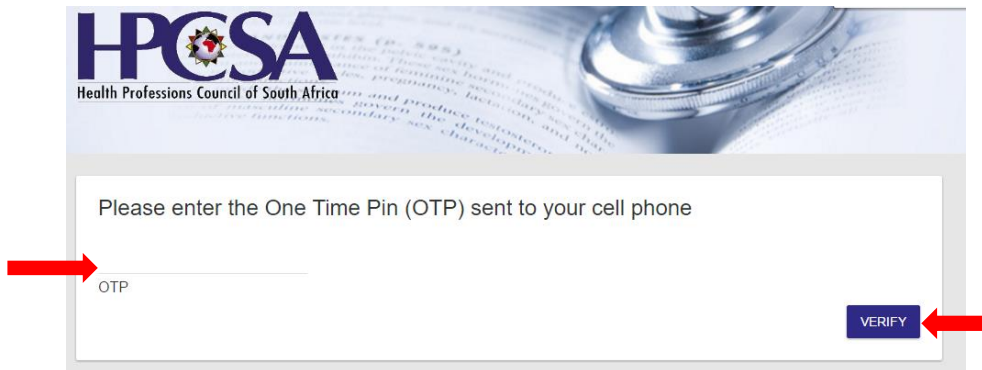 HPCSA
Health Professions Council of South Africa
Please enter the One Time Pin (OTP) sent to your cell phone
OTP
VERIFY